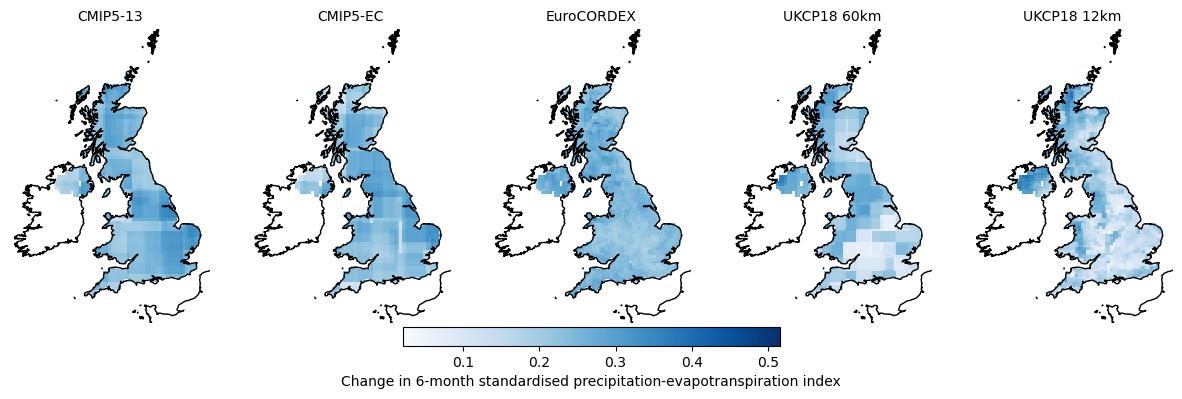 CMIP5-13
CMIP5-EC
EuroCORDEX
UKCP18 60km
UKCP18 12km
0.1
0.2
0.3
0.4
0.5
Change in 6-month standardised precipitation-evapotranspiration index